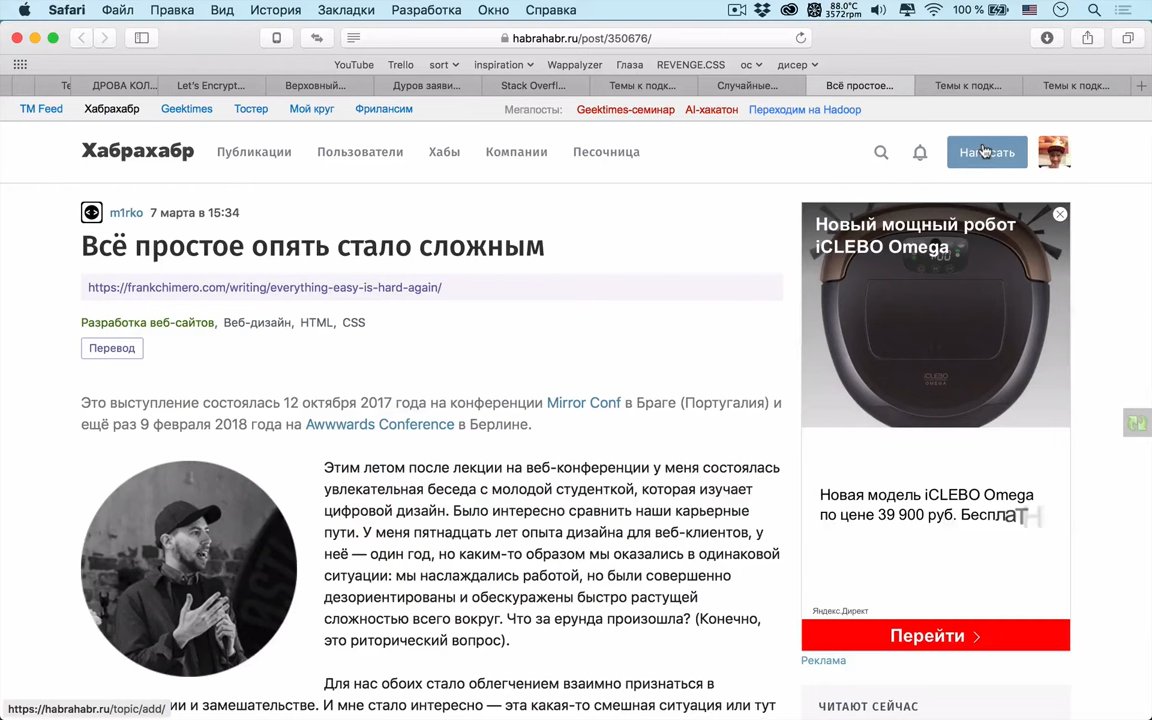 Safari Файл Правка Вид История Закладки Разработка Окно Справка 88.0°C 3572rpm 100 %
habrahabr.ru/post/350676/
YouTube Trello sort inspiration Wappalyzer Глаза REVENGE.CSS ос дисер
Те ДРОВА КОЛ... Let's Encrypt... Верховный... Дуров заяви... Stack Overfl... Темы к подк... Случайные... Всё простое... Темы к подк... Темы к подк...
TM Feed Хабрахабр Geektimes Тостер Мой круг Фрилансим Мегапосты: Geektimes-семинар AI-хакатон Переходим на Hadoop
Хабрахабр Публикации Пользователи Хабы Компании Песочница Написать
m1rko 7 марта в 15:34
Всё простое опять стало сложным
https://frankchimero.com/writing/everything-easy-is-hard-again/
Разработка веб-сайтов, Веб-дизайн, HTML, CSS
Перевод
Это выступление состоялась 12 октября 2017 года на конференции Mirror Conf в Браге (Португалия) и
ещё раз 9 февраля 2018 года на Awwwards Conference в Берлине.
Этим летом после лекции на веб-конференции у меня состоялась
увлекательная беседа с молодой студенткой, которая изучает
цифровой дизайн. Было интересно сравнить наши карьерные
пути. У меня пятнадцать лет опыта дизайна для веб-клиентов, у
неё — один год, но каким-то образом мы оказались в одинаковой
ситуации: мы наслаждались работой, но были совершенно
дезориентированы и обескуражены быстро растущей
сложностью всего вокруг. Что за ерунда произошла? (Конечно,
это риторический вопрос).
Для нас обоих стало облегчением взаимно признаться в
ии и замешательстве. И мне стало интересно — эта какая-то смешная ситуация или тут
https://habrahabr.ru/topic/add/
Новый мощный робот
iCLEBO Omega
Новая модель iCLEBO Omega
по цене 39 900 руб. Бесплатн
Яндекс.Директ
Перейти
Реклама
ЧИТАЮТ СЕЙЧАС